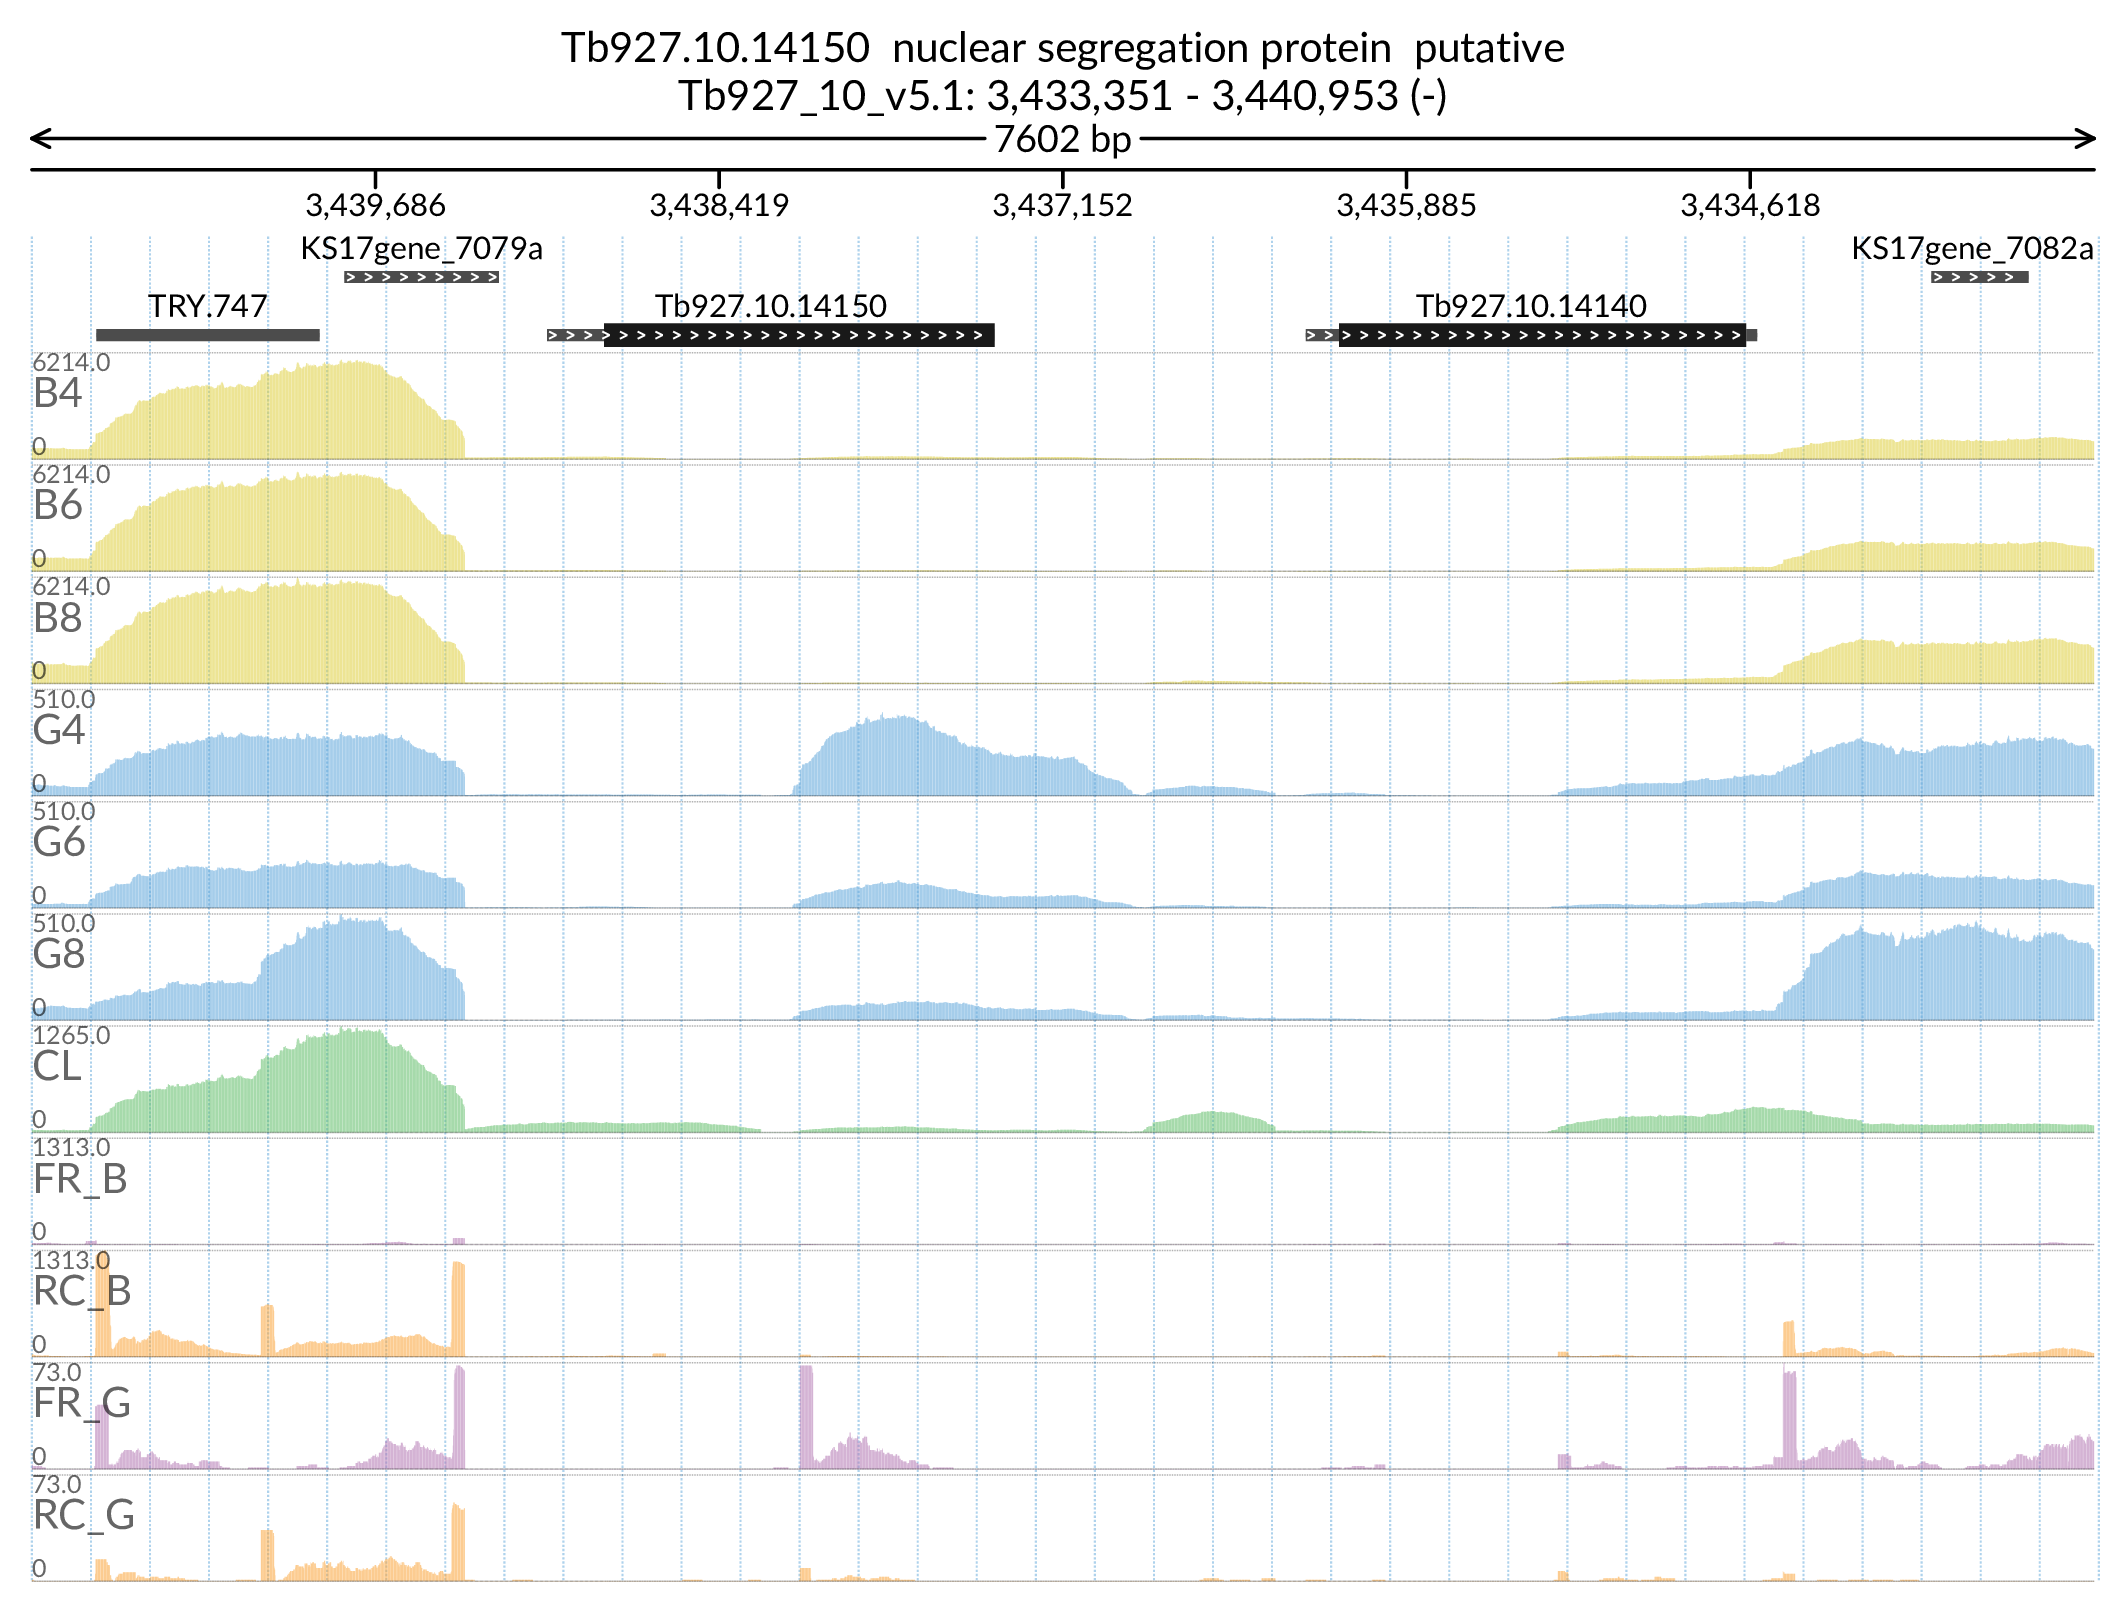 Tb927.10.14150  nuclear segregation protein  putative
Tb927_10_v5.1: 3,433,351 - 3,440,953 (-)
7602 bp
3,439,686 3,438,419 3,437,152 3,435,885 3,434,618
KS17gene_7079a KS17gene_7082a
TRY.747 Tb927.10.14150 Tb927.10.14140
6214.0
B4
0
6214.0
B6
0
6214.0
B8
0
510.0
G4
0
510.0
G6
0
510.0
G8
0
1265.0
CL
0
1313.0
FR_B
0
1313.0
RC_B
0
73.0
FR_G
0
73.0
RC_G
0